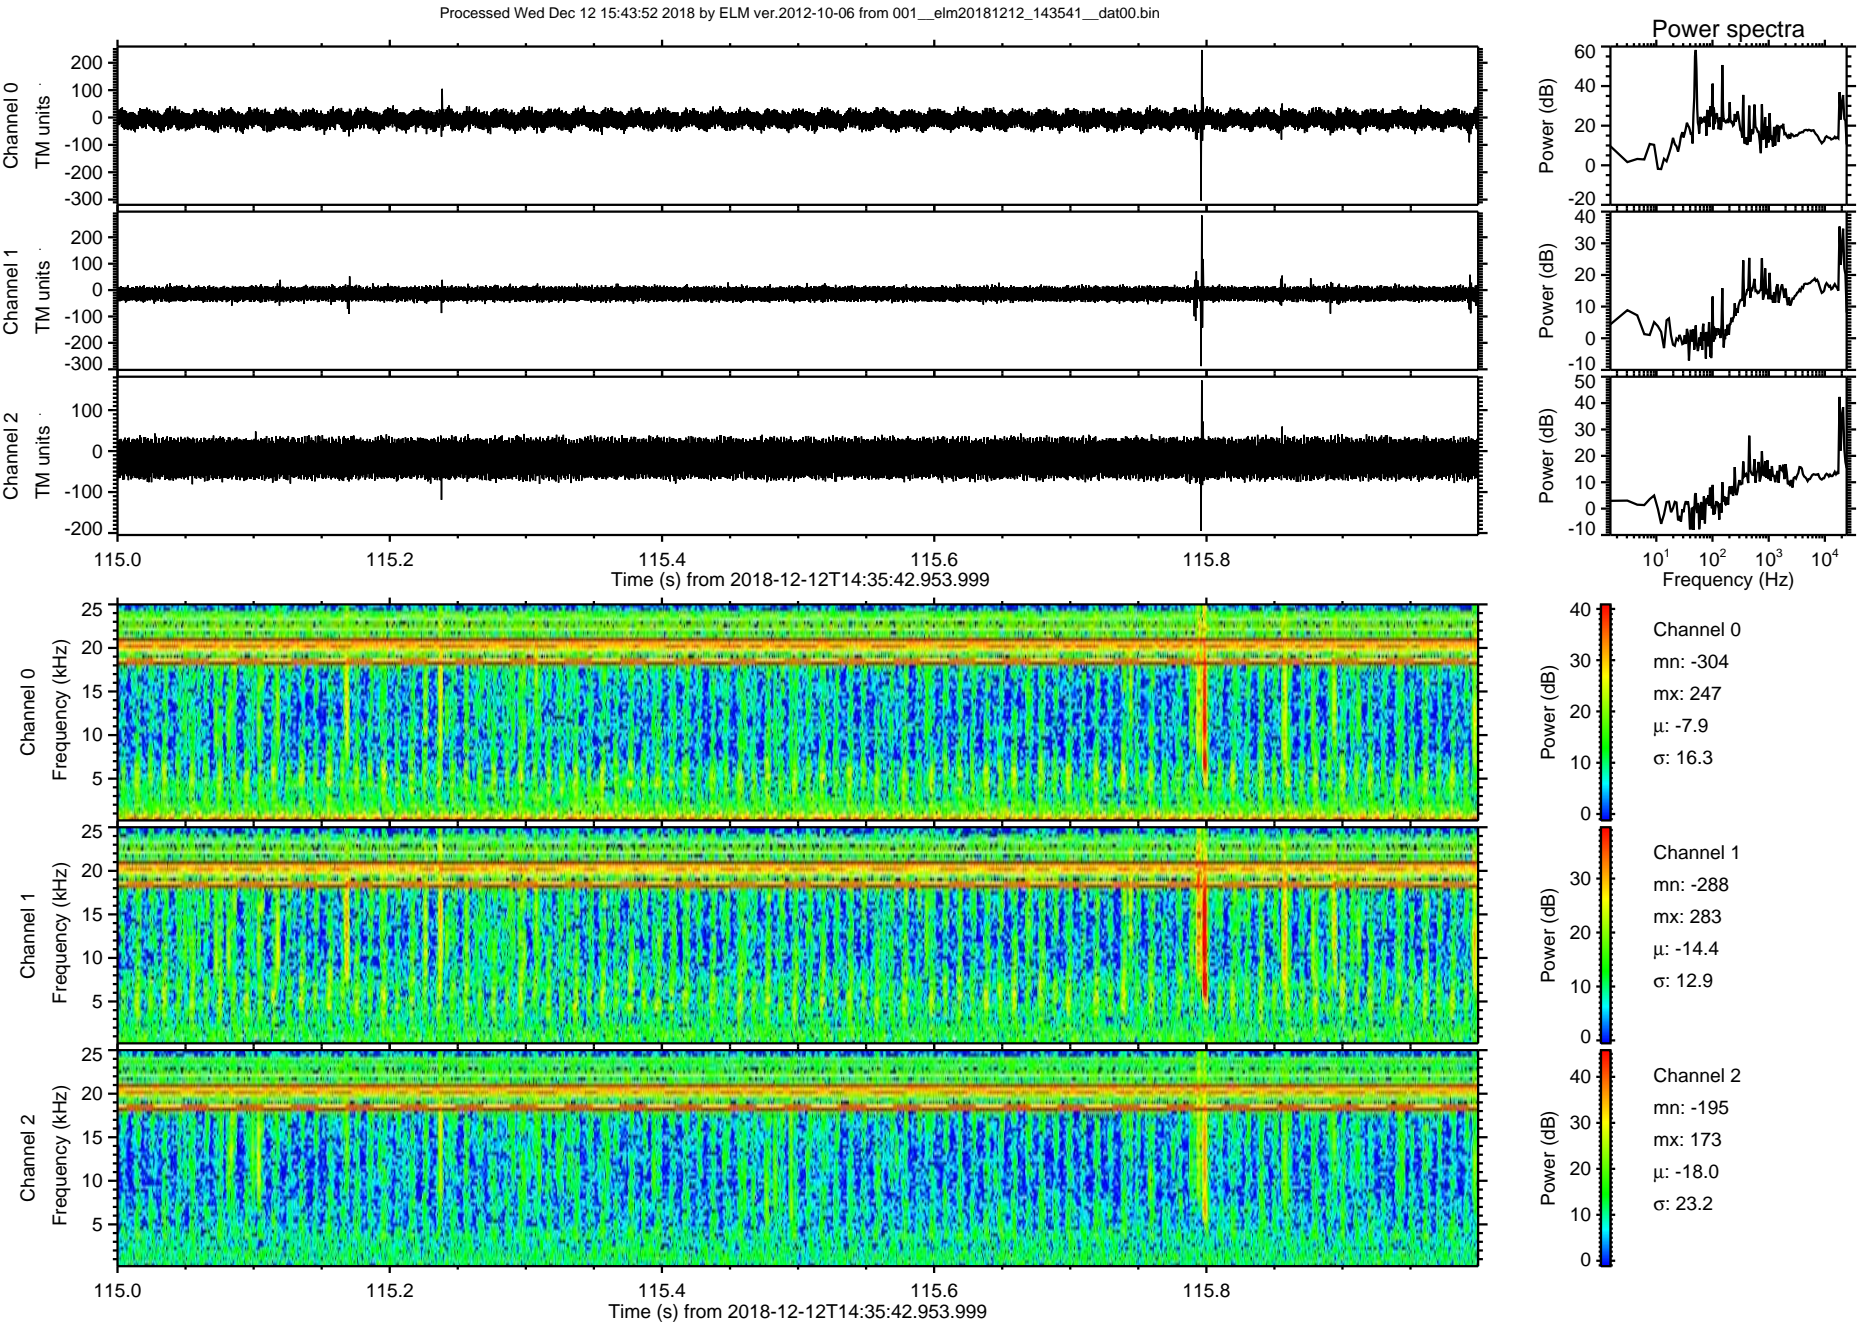 Processed Wed Dec 12 15:43:52 2018 by ELM ver.2012-10-06 from 001__elm20181212_143541__dat00.bin
Power spectra
Channel 0
TM units
200
100
0
-100
-200
-300
Power (dB)
60
40
20
0
-20
Channel 1
TM units
200
100
0
-100
-200
-300
Power (dB)
40
30
20
10
0
-10
Channel 2
TM units
100
0
-100
-200
Power (dB)
50
40
30
20
10
0
-10
115.0 115.2 115.4 115.6 115.8
Time (s) from 2018-12-12T14:35:42.953.999
10¹ 10² 10³ 10⁴
Frequency (Hz)
Channel 0
Frequency (kHz)
25
20
15
10
5
Power (dB)
40
30
20
10
0
Channel 0
mn: -304
mx: 247
μ: -7.9
σ: 16.3
Channel 1
Frequency (kHz)
25
20
15
10
5
Power (dB)
30
20
10
0
Channel 1
mn: -288
mx: 283
μ: -14.4
σ: 12.9
Channel 2
Frequency (kHz)
25
20
15
10
5
Power (dB)
40
30
20
10
0
Channel 2
mn: -195
mx: 173
μ: -18.0
σ: 23.2
115.0 115.2 115.4 115.6 115.8
Time (s) from 2018-12-12T14:35:42.953.999